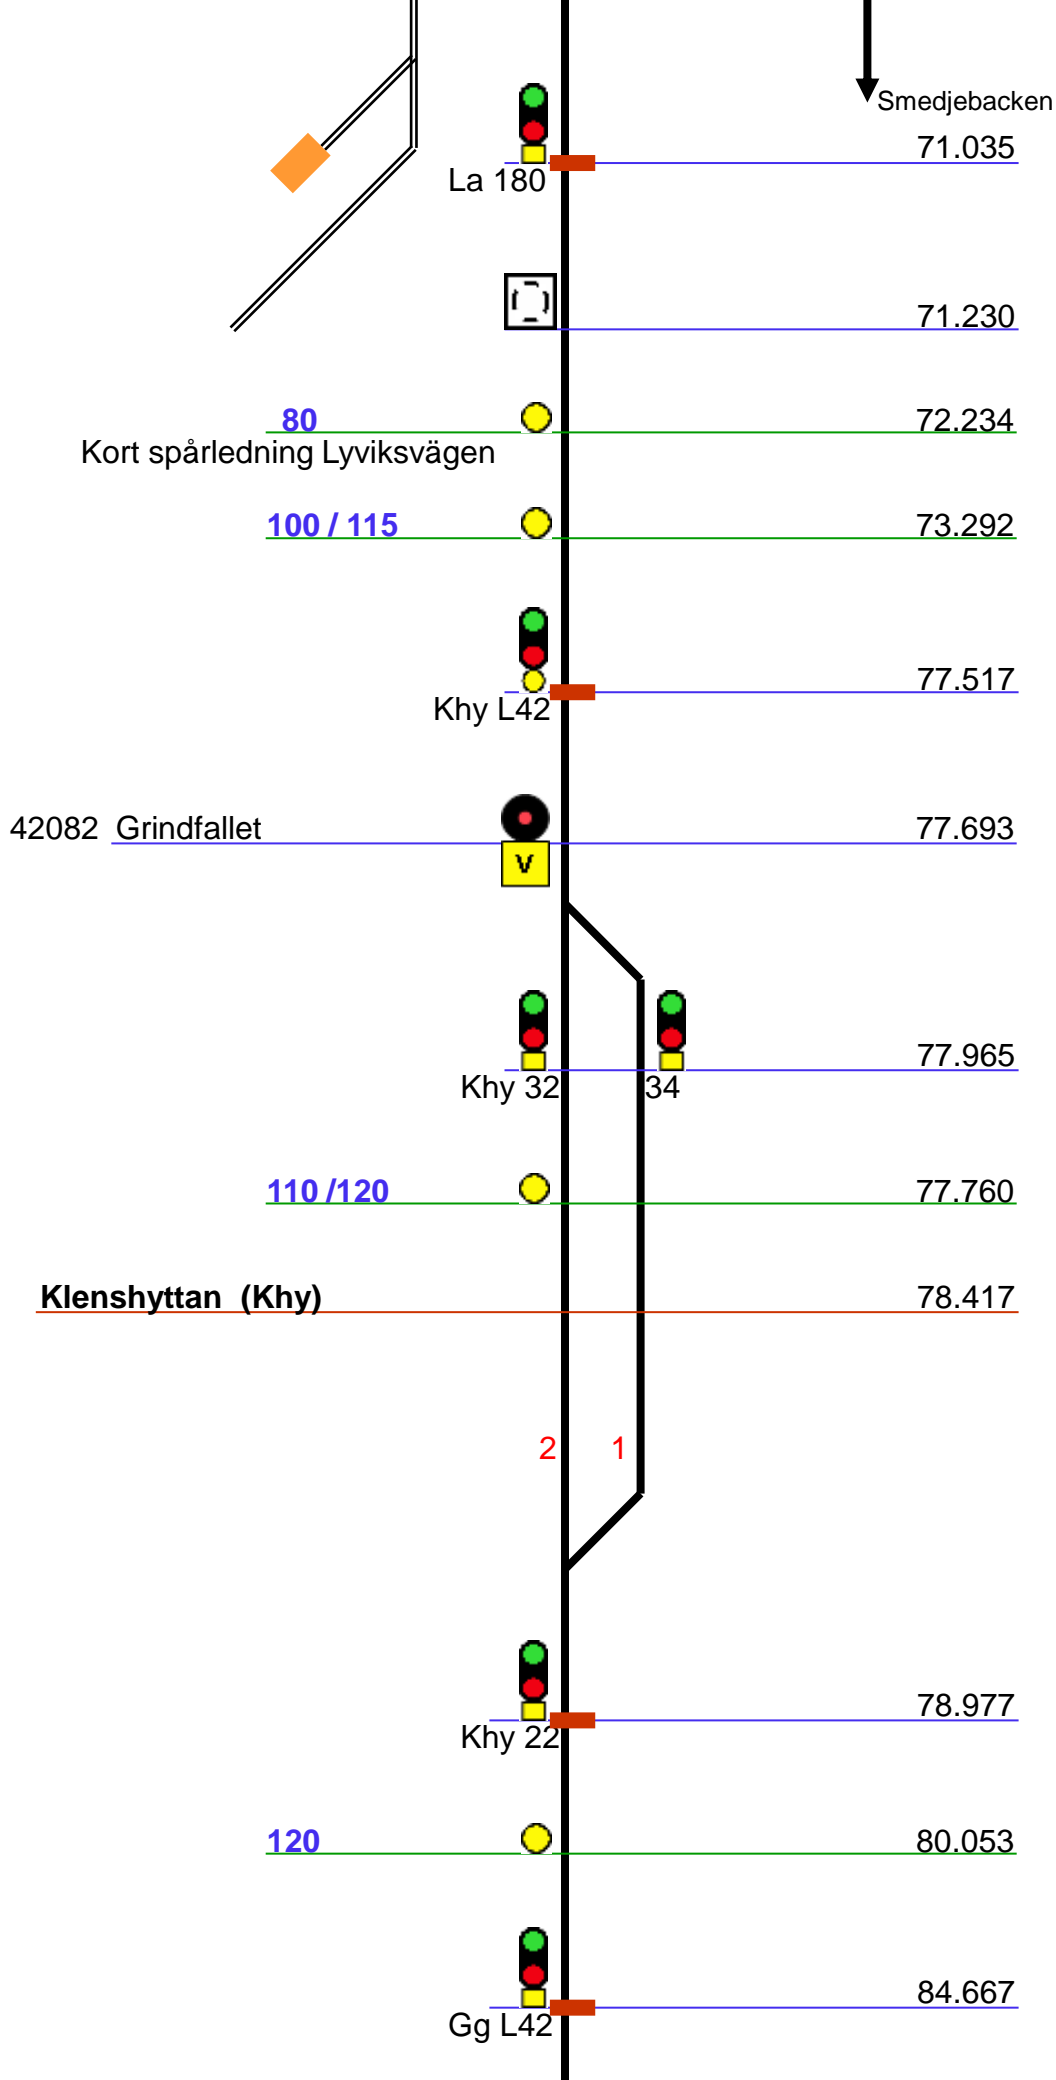 Smedjebacken
71.035
La 180
71.230
80 72.234
Kort spårledning Lyviksvägen
100 / 115 73.292
77.517
Khy L42
42082 Grindfallet 77.693
V
77.965
Khy 32 34
110 /120 77.760
Klenshyttan (Khy) 78.417
2 1
78.977
Khy 22
120 80.053
84.667
Gg L42